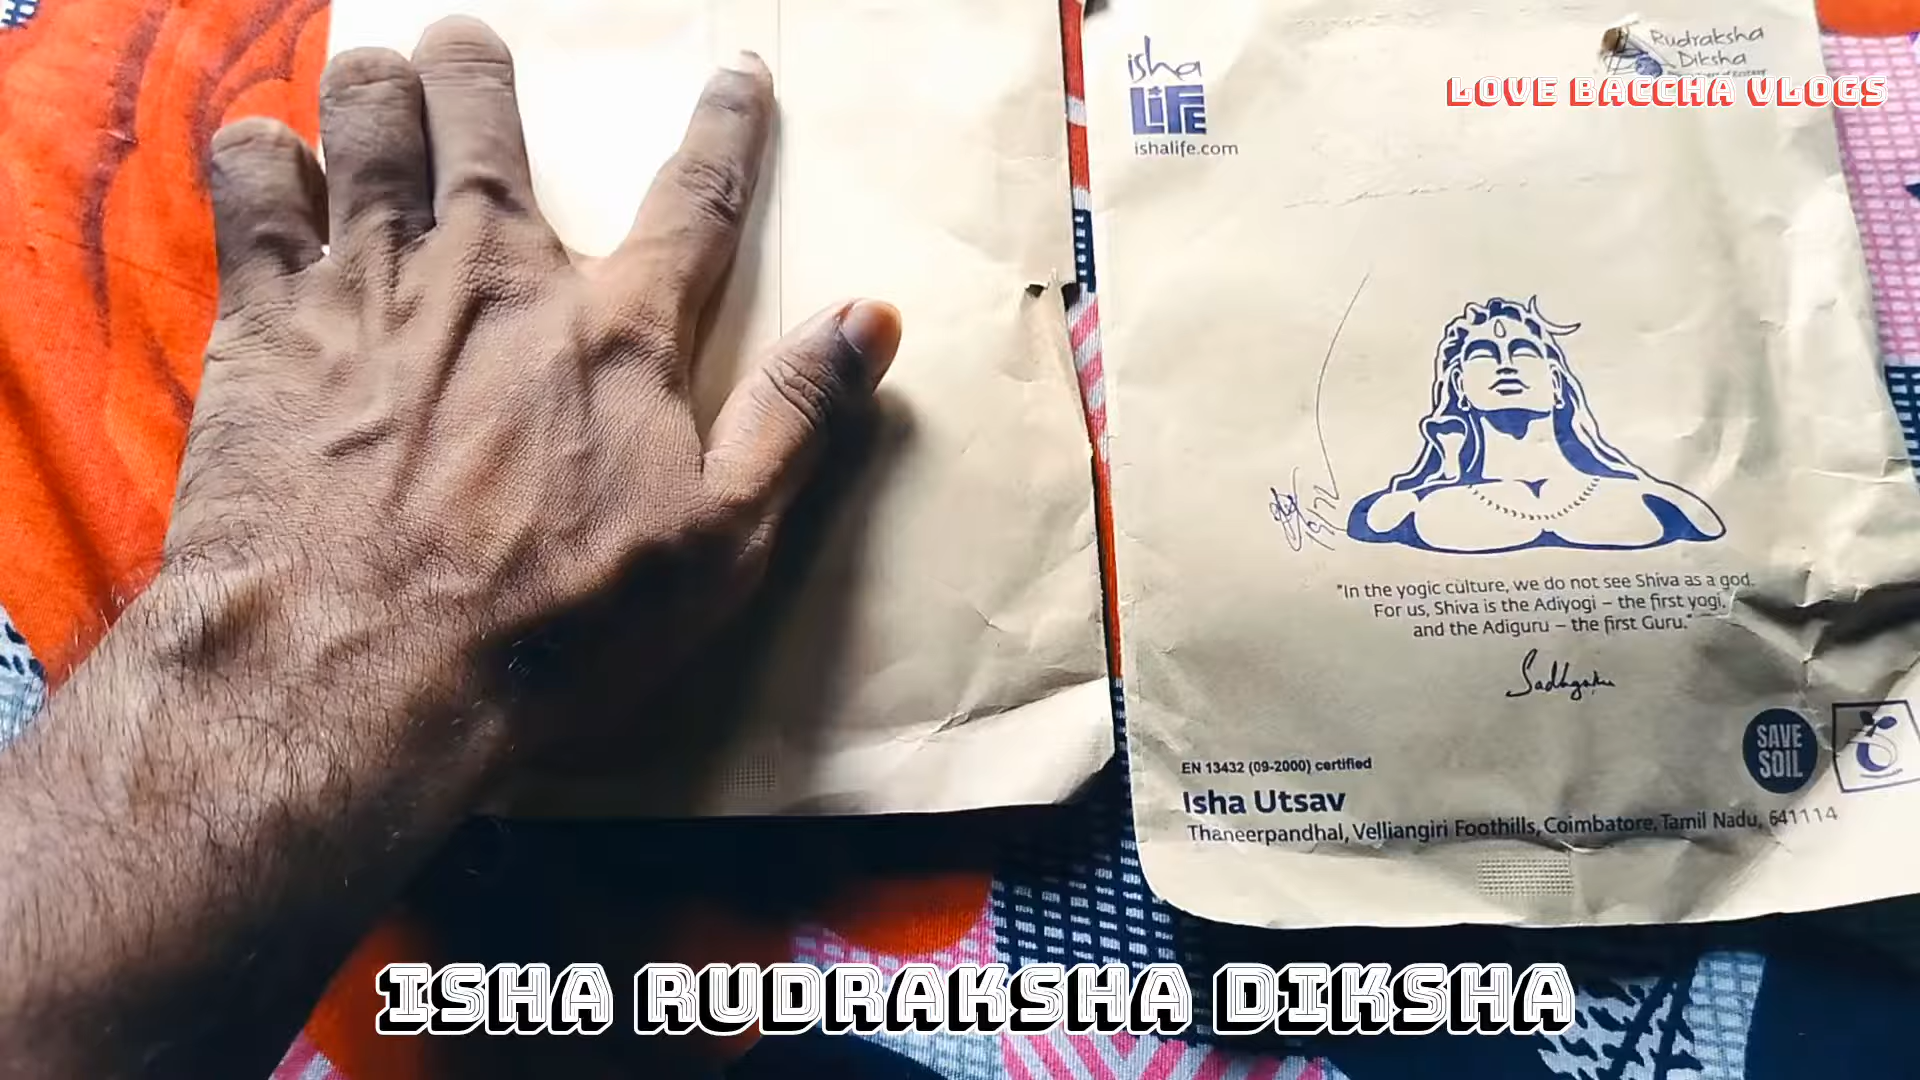 isha
LiFE
ishalife.com
Rudraksha
Diksha
LOVE BACCHA VLOGS
"In the yogic culture, we do not see Shiva as a god.
For us, Shiva is the Adiyogi – the first yogi,
and the Adiguru – the first Guru."
Sadhguru
EN 13432 (09-2000) certified
SAVE
SOIL
Isha Utsav
Thaneerpandhal, Velliangiri Foothills, Coimbatore, Tamil Nadu, 641114
ISHA RUDRAKSHA DIKSHA